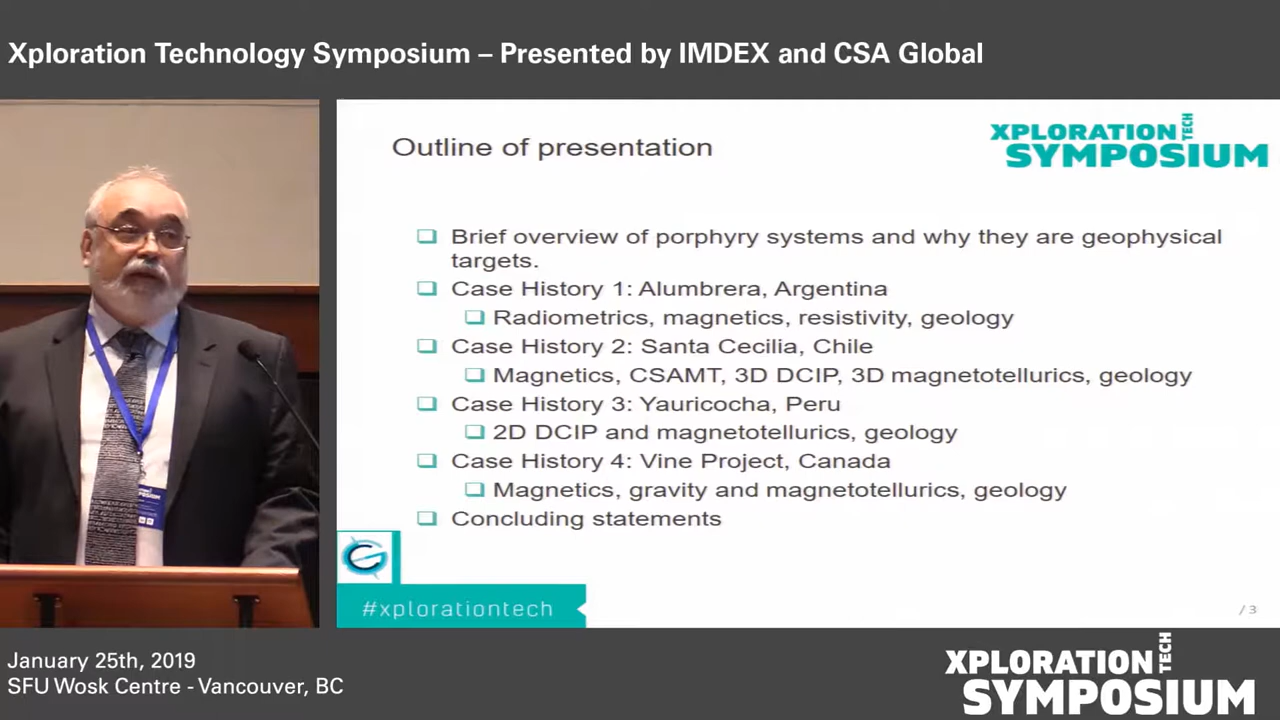 Xploration Technology Symposium – Presented by IMDEX and CSA Global
Outline of presentation
XPLORATION TECH
SYMPOSIUM
❑ Brief overview of porphyry systems and why they are geophysical
targets.
❑ Case History 1: Alumbrera, Argentina
❑ Radiometrics, magnetics, resistivity, geology
❑ Case History 2: Santa Cecilia, Chile
❑ Magnetics, CSAMT, 3D DCIP, 3D magnetotellurics, geology
❑ Case History 3: Yauricocha, Peru
❑ 2D DCIP and magnetotellurics, geology
❑ Case History 4: Vine Project, Canada
❑ Magnetics, gravity and magnetotellurics, geology
❑ Concluding statements
#xplorationtech
/ 3
January 25th, 2019
SFU Wosk Centre - Vancouver, BC
XPLORATION TECH
SYMPOSIUM